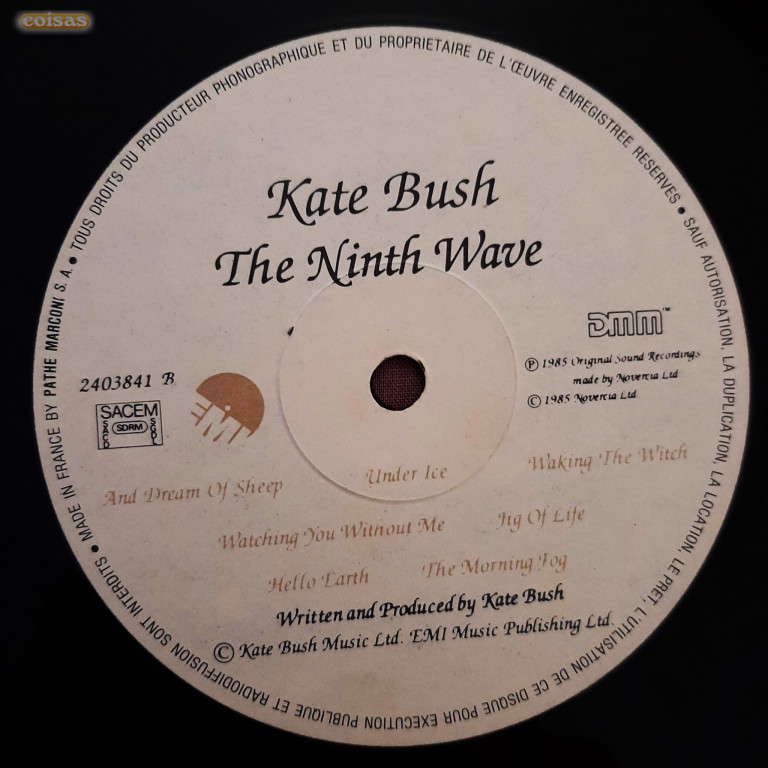 coisas
TOUS DROITS DU PRODUCTEUR PHONOGRAPHIQUE ET DU PROPRIETAIRE DE L'ŒUVRE ENREGISTREE RESERVES • SAUF AUTORISATION, LA DUPLICATION, LA LOCATION, LE PRET, L'UTILISATION DE CE DISQUE POUR EXECUTION PUBLIQUE ET RADIODIFFUSION SONT INTERDITS • MADE IN FRANCE BY PATHE MARCONI S.A. •
Kate Bush
The Ninth Wave
DMM™
℗ 1985 Original Sound Recordings
made by Novercia Ltd
© 1985 Novercia Ltd.
2403841 B
SACEM
SACD SDRM SGDL
EMI
And Dream Of Sheep Under Ice Waking The Witch
Watching You Without Me Jig Of Life
Hello Earth The Morning Fog
Written and Produced by Kate Bush
© Kate Bush Music Ltd. EMI Music Publishing Ltd.